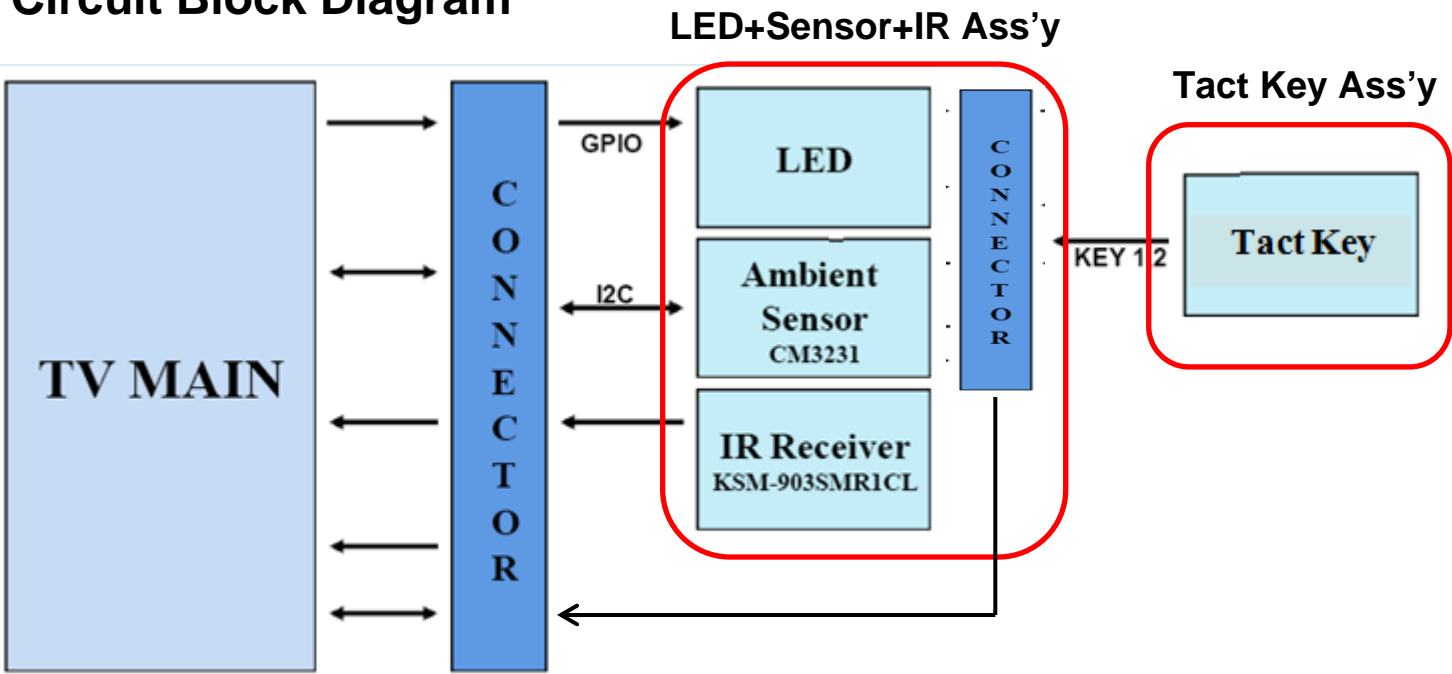 Circuit Block Diagram
LED+Sensor+IR Ass’y
Tact Key Ass’y
TV MAIN
CONNECTOR
GPIO
I2C
LED
Ambient
Sensor
CM3231
IR Receiver
KSM-903SMR1CL
CONNECTOR
KEY 1,2
Tact Key